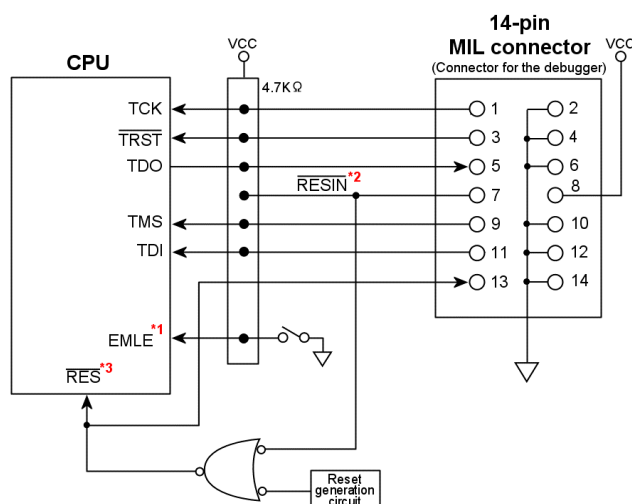 14-pin
MIL connector
(Connector for the debugger)
VCC
VCC
CPU
4.7KΩ
TCK
1
2
TRST
3
4
TDO
5
6
RESIN*2
7
8
TMS
9
10
TDI
11
12
13
14
EMLE*1
RES*3
Reset
generation
circuit